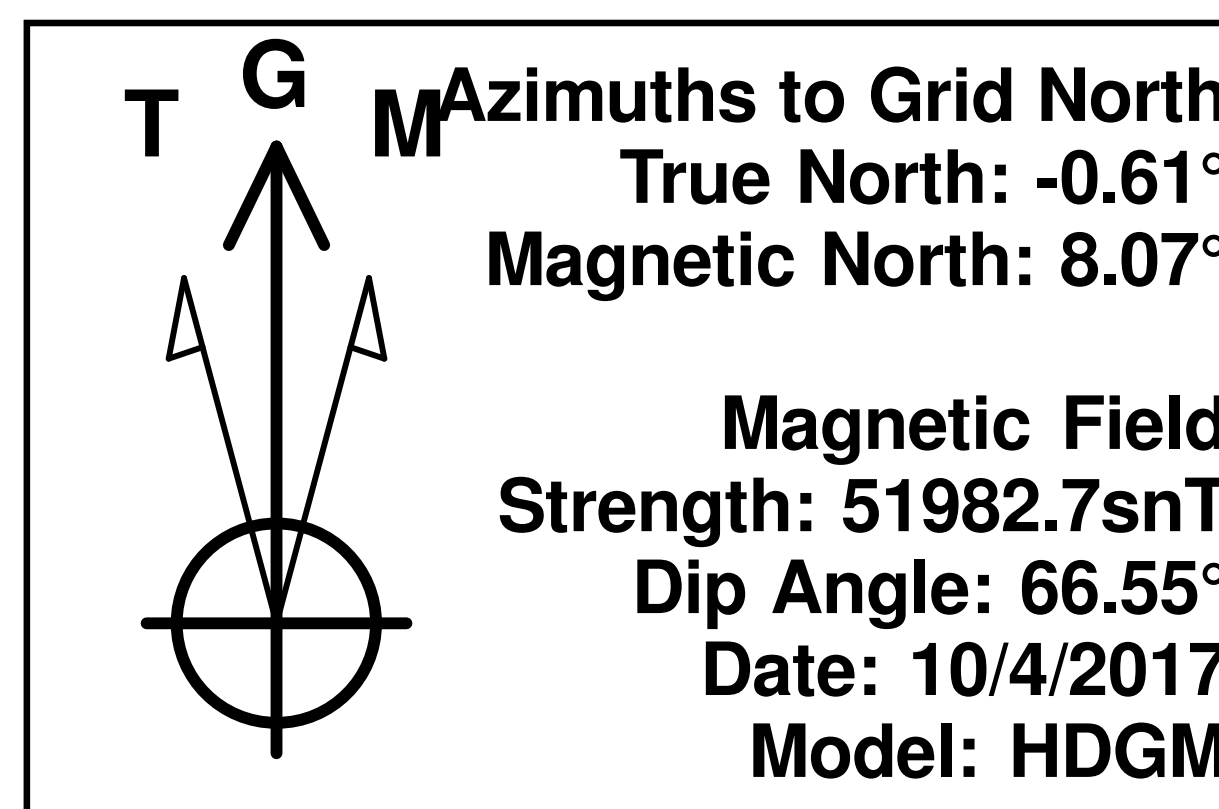 T G M
Azimuths to Grid North
True North: -0.61°
Magnetic North: 8.07°
Magnetic Field
Strength: 51982.7snT
Dip Angle: 66.55°
Date: 10/4/2017
Model: HDGM